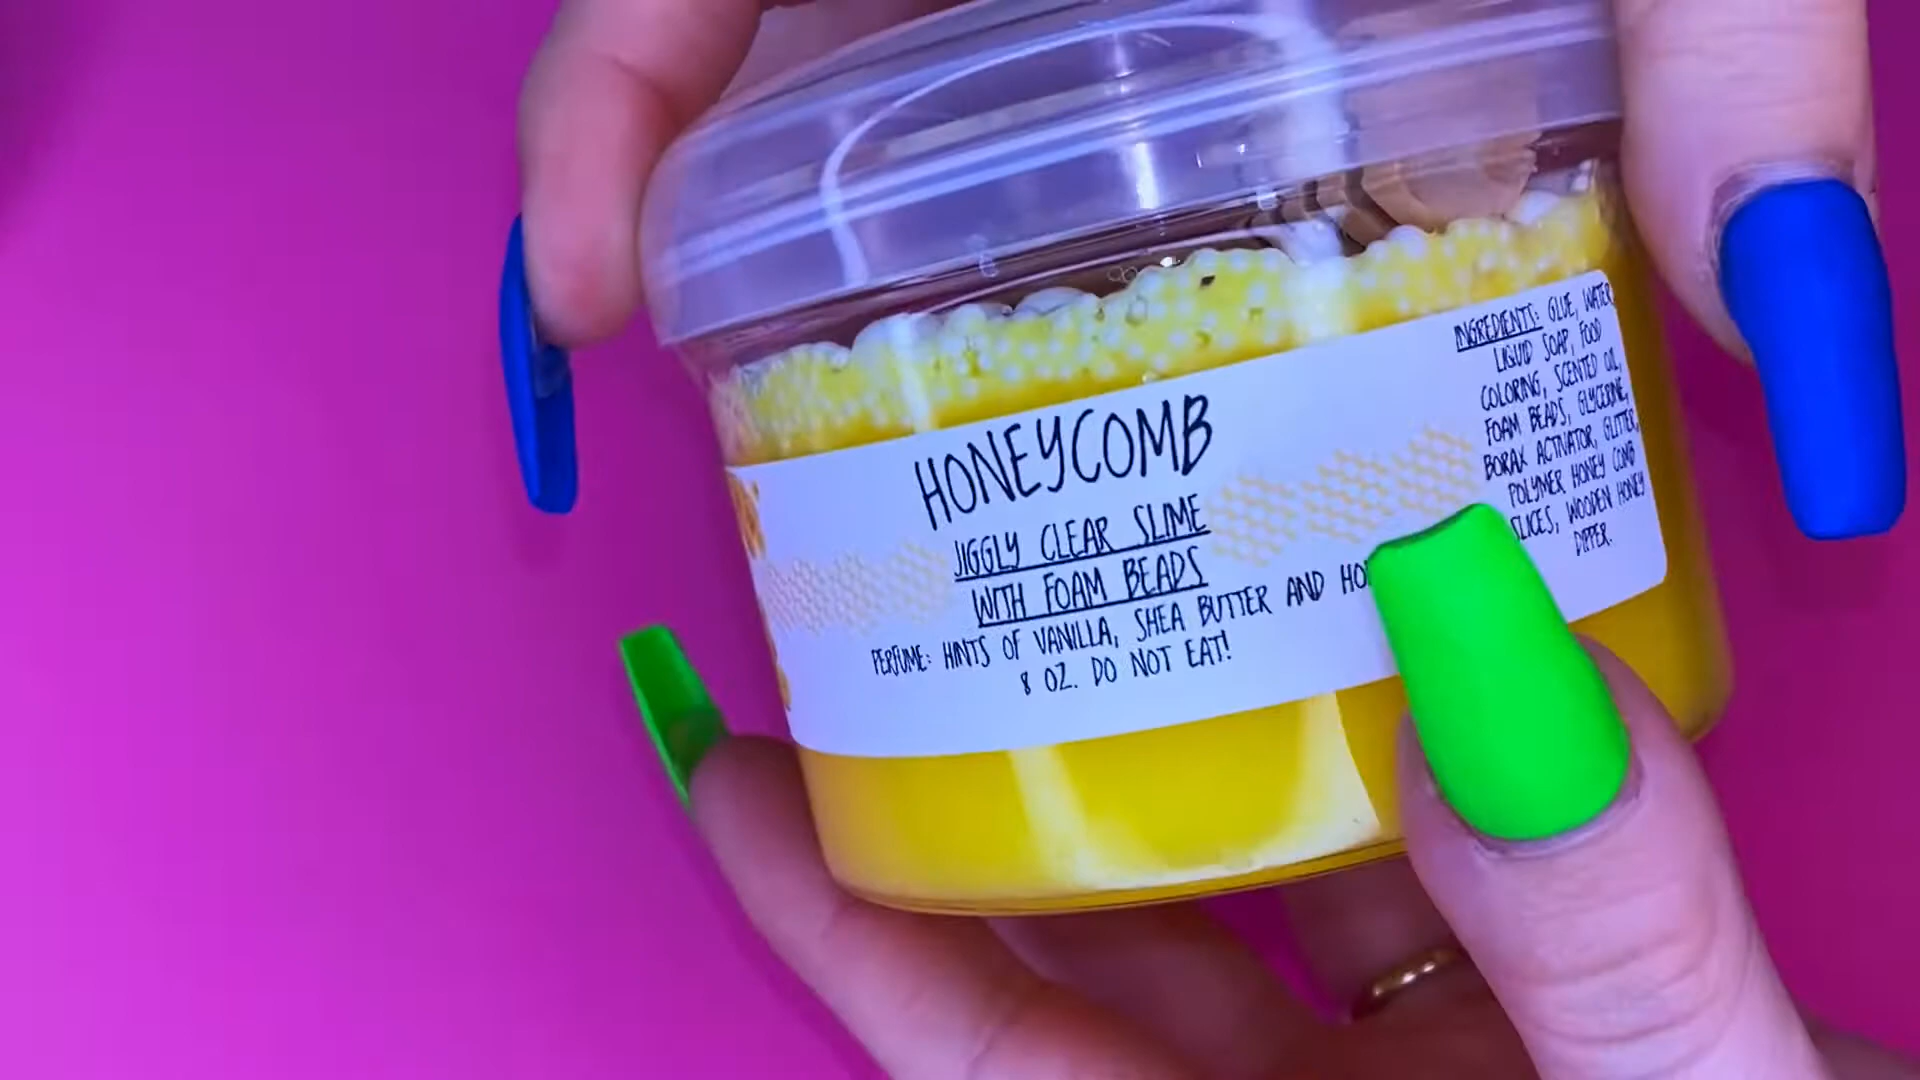 HONEYCOMB
JIGGLY CLEAR SLIME
WITH FOAM BEADS
PERFUME: HINTS OF VANILLA, SHEA BUTTER AND
8 OZ. DO NOT EAT!
INGREDIENTS: GLUE, WATER,
LIQUID SOAP, FOOD
COLORING, SCENTED OIL,
FOAM BEADS, GLYCERINE,
BORAX ACTIVATOR, GLITTER,
POLYMER HONEY COMB
SLICES, WOODEN HONEY
DIPPER.